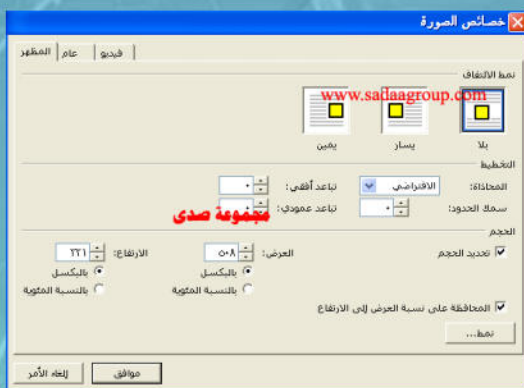 خصائص الصورة
المظهر عام فيديو
نمط الالتفاف
www.sadaagroup.com
بلا يسار يمين
التخطيط
المحاذاة: الافتراضي تباعد أفقي: ٠
سمك الحدود: ٠ تباعد عمودي:
مجموعة صدى
الحجم
تحديد الحجم العرض: ٥٠٨ الارتفاع: ٢٢١
بالبكسل بالبكسل
بالنسبة المئوية بالنسبة المئوية
المحافظة على نسبة العرض إلى الارتفاع
نمط...
موافق إلغاء الأمر